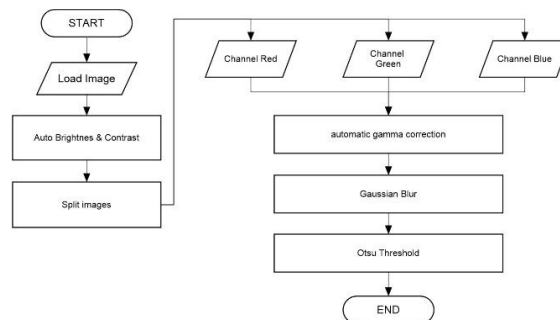 START
Load Image
Auto Brightnes & Contrast
Split images
Channel Red
Channel
Green
Channel Blue
automatic gamma correction
Gaussian Blur
Otsu Threshold
END